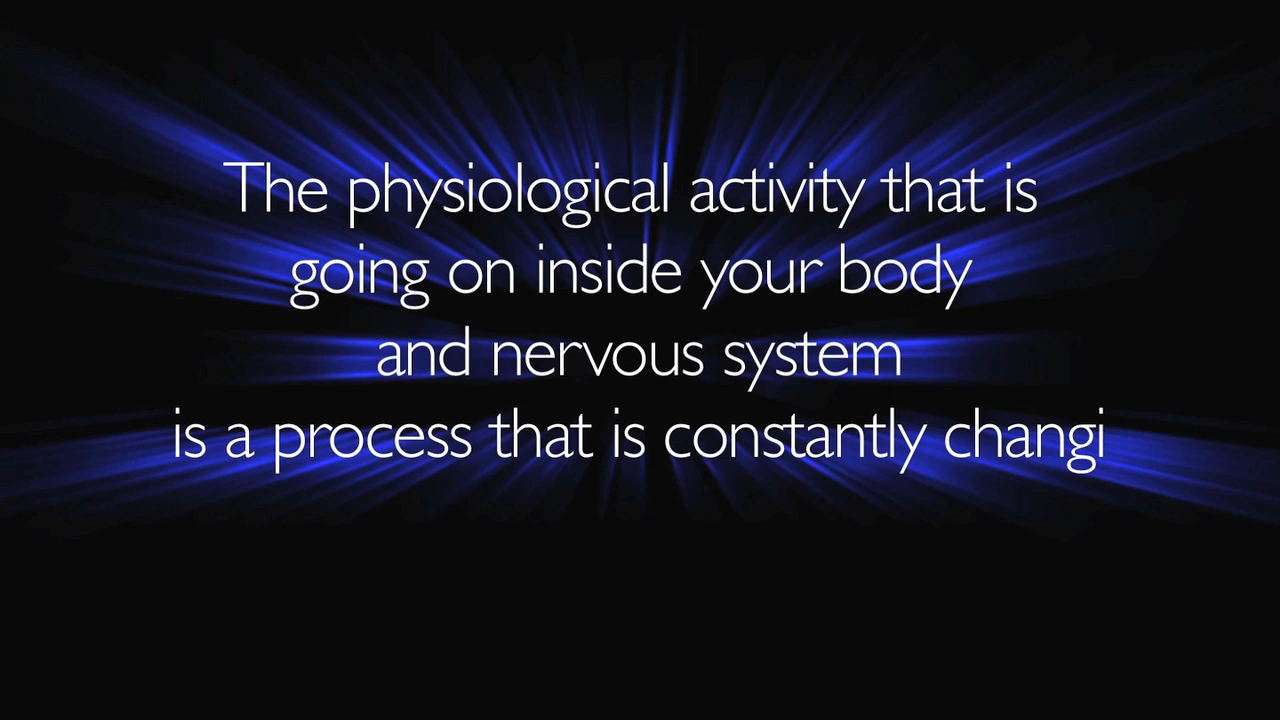 The physiological activity that is
going on inside your body
and nervous system
is a process that is constantly changi